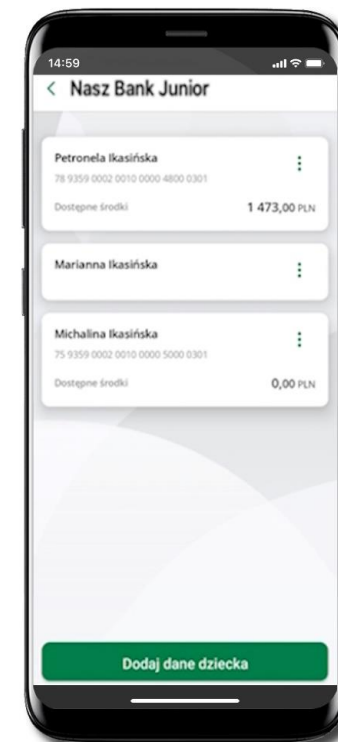 14:59
Nasz Bank Junior
Petronela Ikasińska
78 9359 0002 0010 0000 4800 0301
Dostępne środki 1 473,00 PLN
Marianna Ikasińska
Michalina Ikasińska
75 9359 0002 0010 0000 5000 0301
Dostępne środki 0,00 PLN
Dodaj dane dziecka